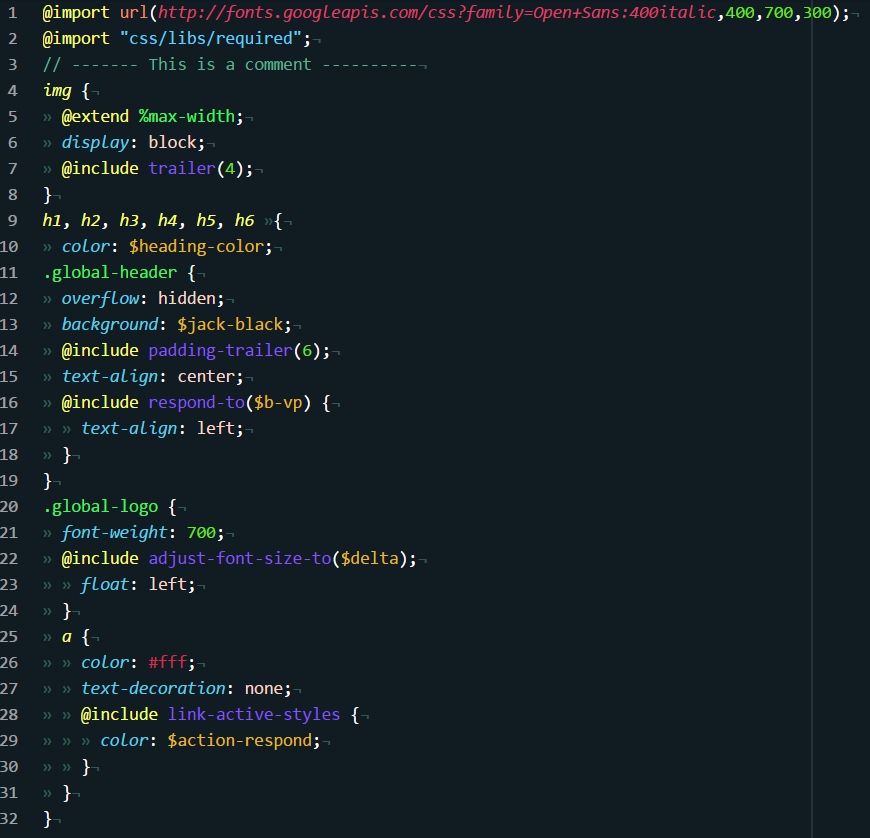 1 @import url(http://fonts.googleapis.com/css?family=Open+Sans:400italic,400,700,300);¬
2 @import "css/libs/required";¬
3 // ------- This is a comment -----------¬
4 img {¬
5 » @extend %max-width;¬
6 » display: block;¬
7 » @include trailer(4);¬
8 }¬
9 h1, h2, h3, h4, h5, h6 »{¬
10 » color: $heading-color;¬
11 .global-header {¬
12 » overflow: hidden;¬
13 » background: $jack-black;¬
14 » @include padding-trailer(6);¬
15 » text-align: center;¬
16 » @include respond-to($b-vp) {¬
17 » » text-align: left;¬
18 » }¬
19 }¬
20 .global-logo {¬
21 » font-weight: 700;¬
22 » @include adjust-font-size-to($delta);¬
23 » » float: left;¬
24 » }¬
25 » a {¬
26 » » color: #fff;¬
27 » » text-decoration: none;¬
28 » » @include link-active-styles {¬
29 » » » color: $action-respond;¬
30 » » }¬
31 » }¬
32 }¬